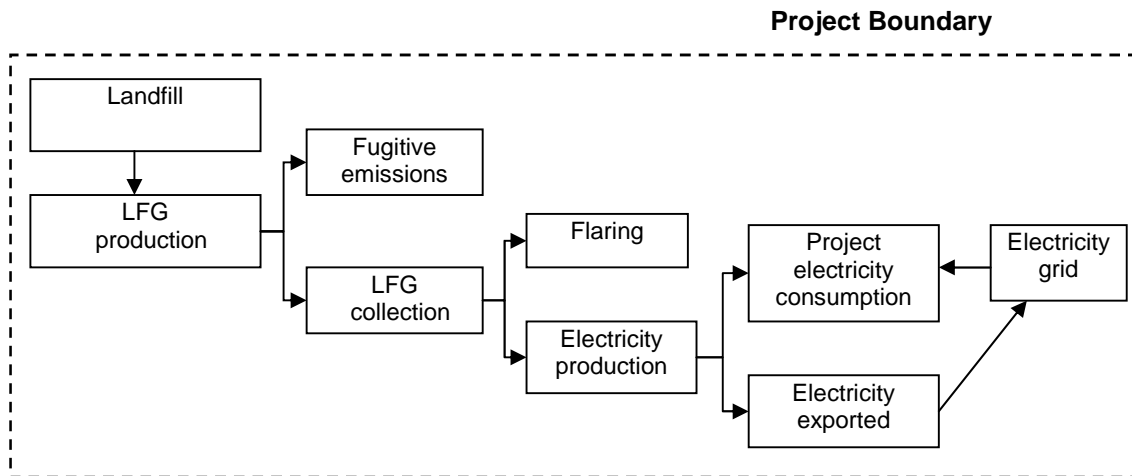 Project Boundary
Landfill
LFG
production
Fugitive
emissions
LFG
collection
Flaring
Electricity
production
Project
electricity
consumption
Electricity
grid
Electricity
exported